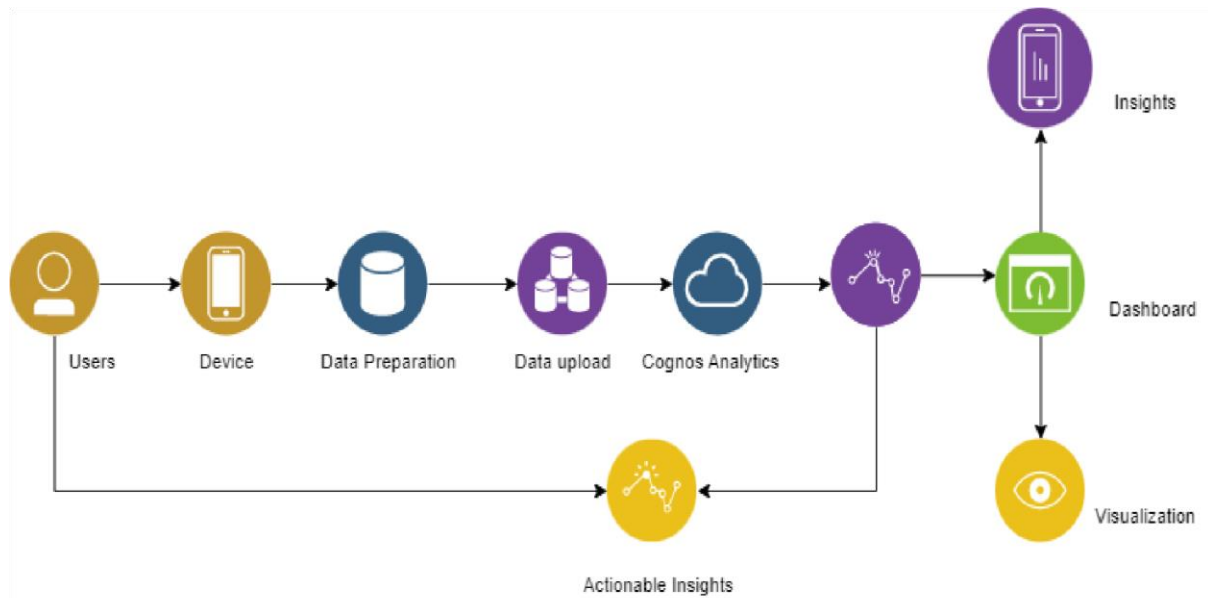 Insights
Dashboard
Users
Device
Data Preparation
Data upload
Cognos Analytics
Visualization
Actionable Insights